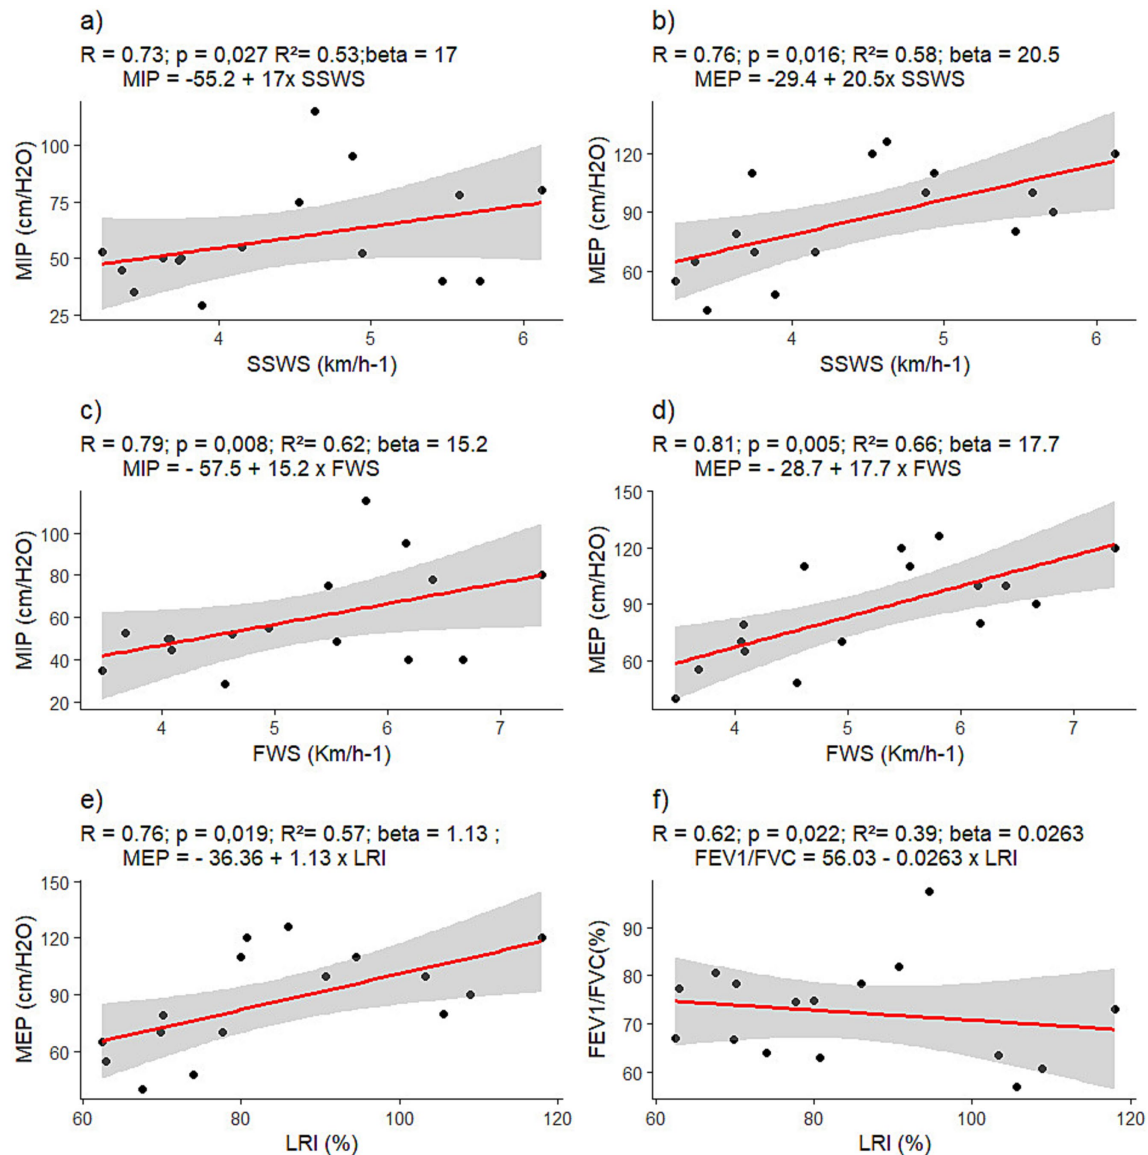 a)
R = 0.73; p = 0,027 R²= 0.53;beta = 17
MIP = -55.2 + 17x SSWS
MIP (cm/H2O)
100
75
50
25
4 5 6
SSWS (km/h-1)
b)
R = 0.76; p = 0,016; R²= 0.58; beta = 20.5
MEP = -29.4 + 20.5x SSWS
MEP (cm/H2O)
120
90
60
4 5 6
SSWS (km/h-1)
c)
R = 0.79; p = 0,008; R²= 0.62; beta = 15.2
MIP = - 57.5 + 15.2 x FWS
MIP (cm/H2O)
100
80
60
40
20
4 5 6 7
FWS (Km/h-1)
d)
R = 0.81; p = 0,005; R²= 0.66; beta = 17.7
MEP = - 28.7 + 17.7 x FWS
MEP (cm/H2O)
150
120
90
60
4 5 6 7
FWS (Km/h-1)
e)
R = 0.76; p = 0,019; R²= 0.57; beta = 1.13 ;
MEP = - 36.36 + 1.13 x LRI
MEP (cm/H2O)
150
120
90
60
60 80 100 120
LRI (%)
f)
R = 0.62; p = 0,022; R²= 0.39; beta = 0.0263
FEV1/FVC = 56.03 - 0.0263 x LRI
FEV1/FVC(%)
90
80
70
60
60 80 100 120
LRI (%)